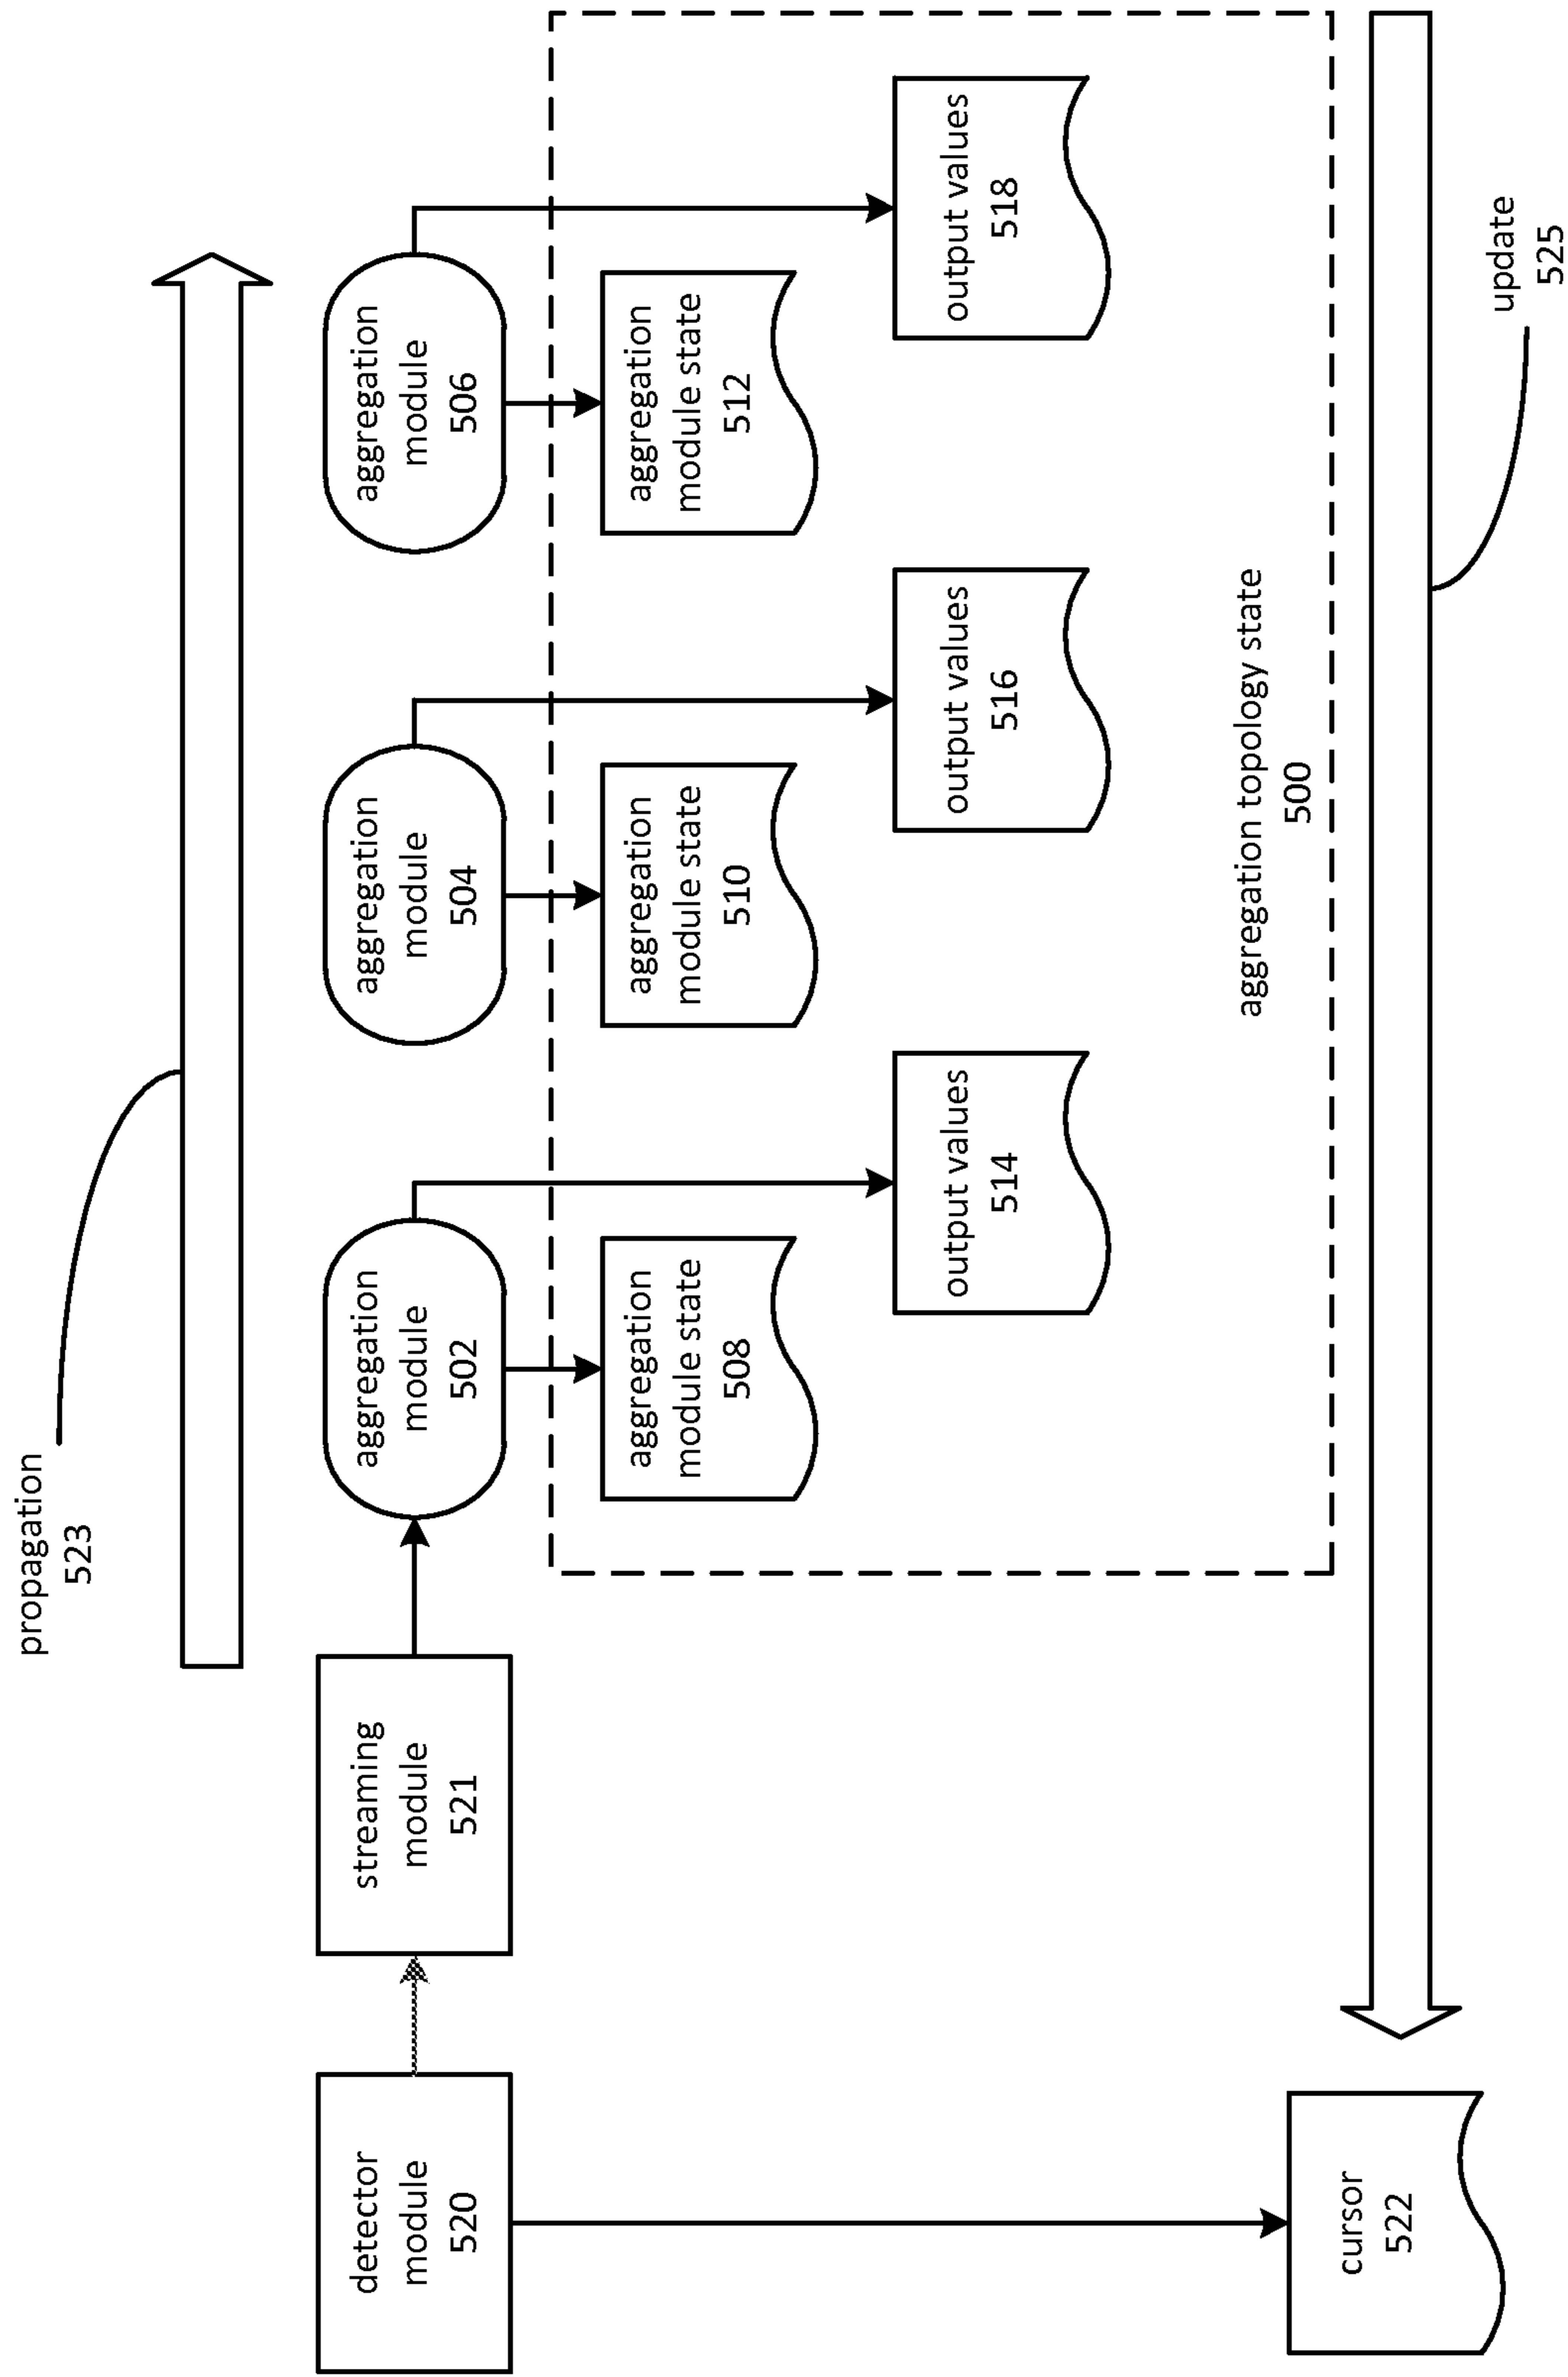 propagation
523
detector
module
520
streaming
module
521
aggregation
module
502
aggregation
module
504
aggregation
module
506
aggregation
module state
508
aggregation
module state
510
aggregation
module state
512
output values
514
output values
516
output values
518
aggregation topology state
500
cursor
522
update
525